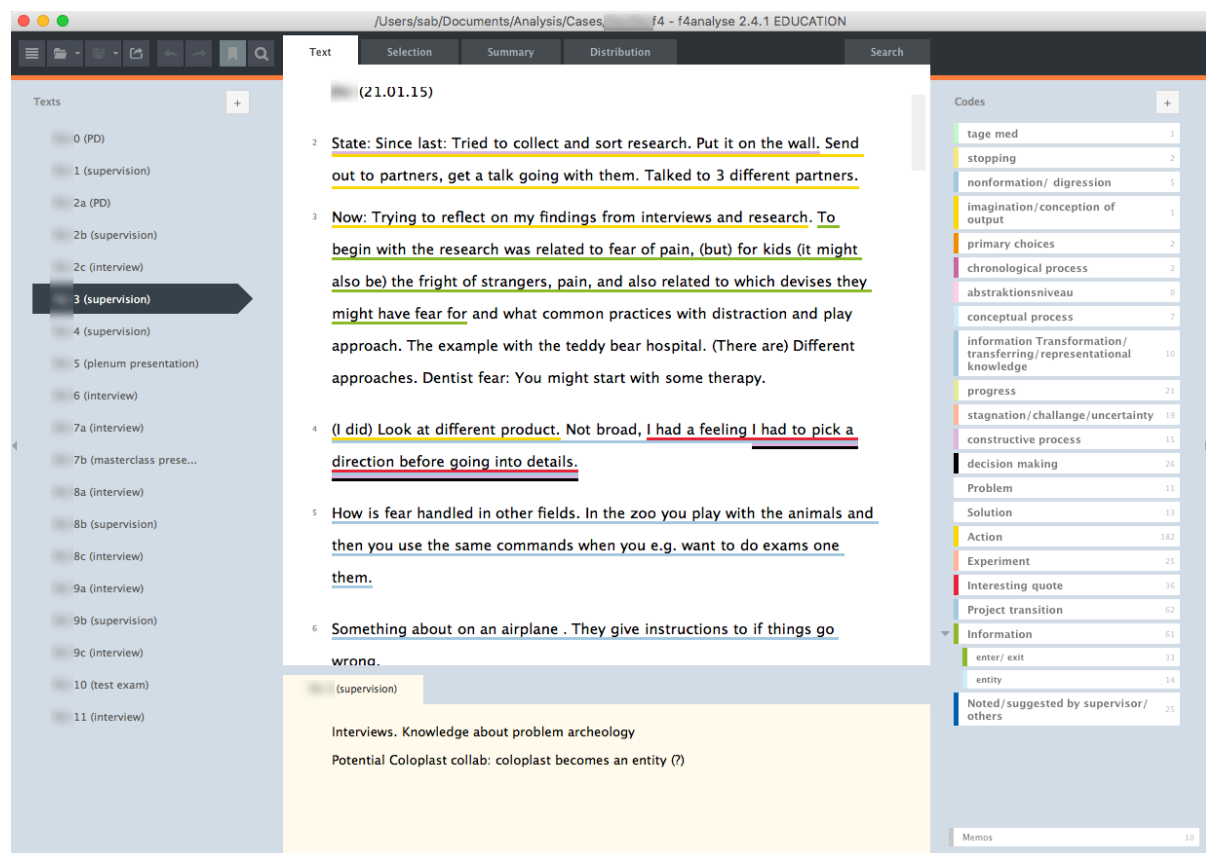 /Users/sab/Documents/Analysis/Cases/ f4 - f4analyse 2.4.1 EDUCATION
Text
Selection
Summary
Distribution
Search
Texts
+
0 (PD)
1 (supervision)
2a (PD)
2b (supervision)
2c (interview)
3 (supervision)
4 (supervision)
5 (plenum presentation)
6 (interview)
7a (interview)
7b (masterclass prese...
8a (interview)
8b (supervision)
8c (interview)
9a (interview)
9b (supervision)
9c (interview)
10 (test exam)
11 (interview)
(21.01.15)
2 State: Since last: Tried to collect and sort research. Put it on the wall. Send
out to partners, get a talk going with them. Talked to 3 different partners.
3 Now: Trying to reflect on my findings from interviews and research. To
begin with the research was related to fear of pain, (but) for kids (it might
also be) the fright of strangers, pain, and also related to which devises they
might have fear for and what common practices with distraction and play
approach. The example with the teddy bear hospital. (There are) Different
approaches. Dentist fear: You might start with some therapy.
4 (I did) Look at different product. Not broad, I had a feeling I had to pick a
direction before going into details.
5 How is fear handled in other fields. In the zoo you play with the animals and
then you use the same commands when you e.g. want to do exams one
them.
6 Something about on an airplane . They give instructions to if things go
wrong.
(supervision)
Interviews. Knowledge about problem archeology
Potential Coloplast collab: coloplast becomes an entity (?)
Codes
+
tage med 1
stopping 2
nonformation/ digression 5
imagination/conception of
output 1
primary choices 2
chronological process 2
abstraktionsniveau 0
conceptual process 7
information Transformation/
transferring/representational 10
knowledge
progress 21
stagnation/challange/uncertainty 19
constructive process 15
decision making 26
Problem 11
Solution 13
Action 182
Experiment 25
Interesting quote 36
Project transition 62
Information 61
enter/ exit 33
entity 14
Noted/suggested by supervisor/
others 25
Memos 10